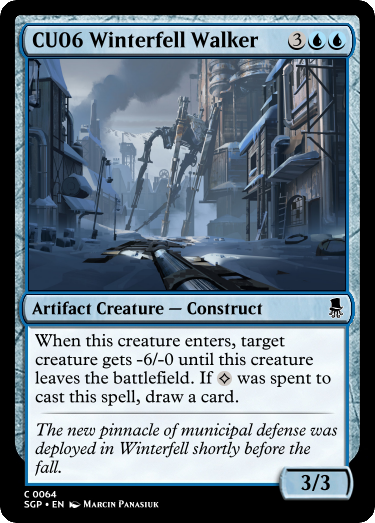 CU06 Winterfell Walker 3
Artifact Creature — Construct
When this creature enters, target
creature gets -6/-0 until this creature
leaves the battlefield. If was spent to
cast this spell, draw a card.
The new pinnacle of municipal defense was
deployed in Winterfell shortly before the
fall.
3/3
C 0064
SGP • EN Marcin Panasiuk